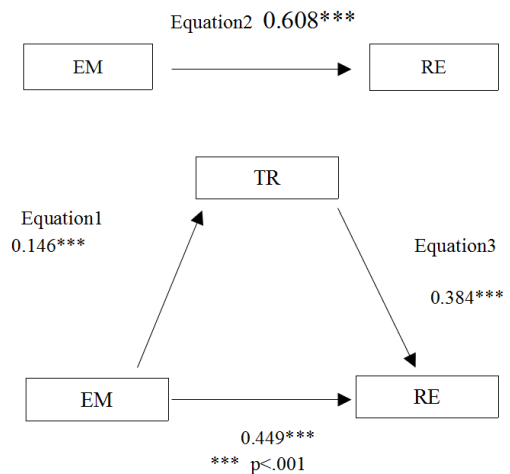 Equation2 0.608***
EM
RE
TR
Equation1
0.146***
Equation3
0.384***
EM
RE
0.449***
*** p<.001